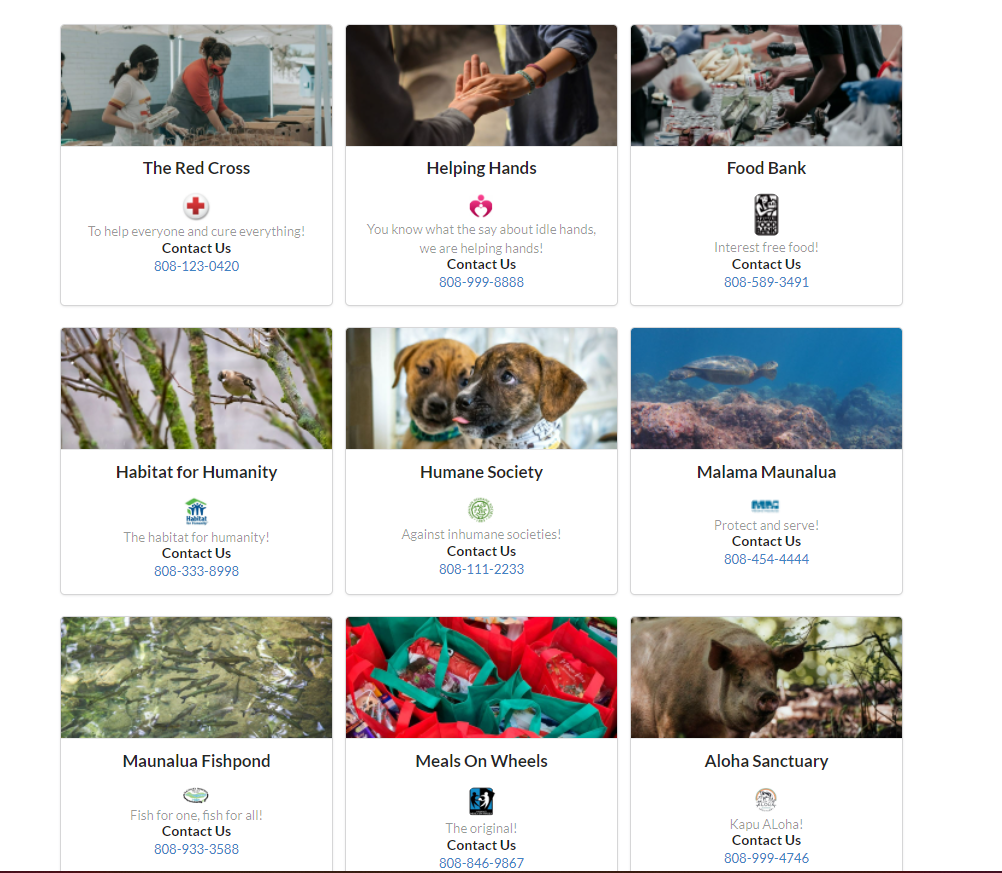 The Red Cross
To help everyone and cure everything!
Contact Us
808-123-0420
Helping Hands
You know what the say about idle hands,
we are helping hands!
Contact Us
808-999-8888
Food Bank
Interest free food!
Contact Us
808-589-3491
Habitat for Humanity
Habitat
for Humanity
The habitat for humanity!
Contact Us
808-333-8998
Humane Society
Against inhumane societies!
Contact Us
808-111-2233
Malama Maunalua
Protect and serve!
Contact Us
808-454-4444
Maunalua Fishpond
Fish for one, fish for all!
Contact Us
808-933-3588
Meals On Wheels
The original!
Contact Us
808-846-9867
Aloha Sanctuary
ALOHA
Kapu ALoha!
Contact Us
808-999-4746